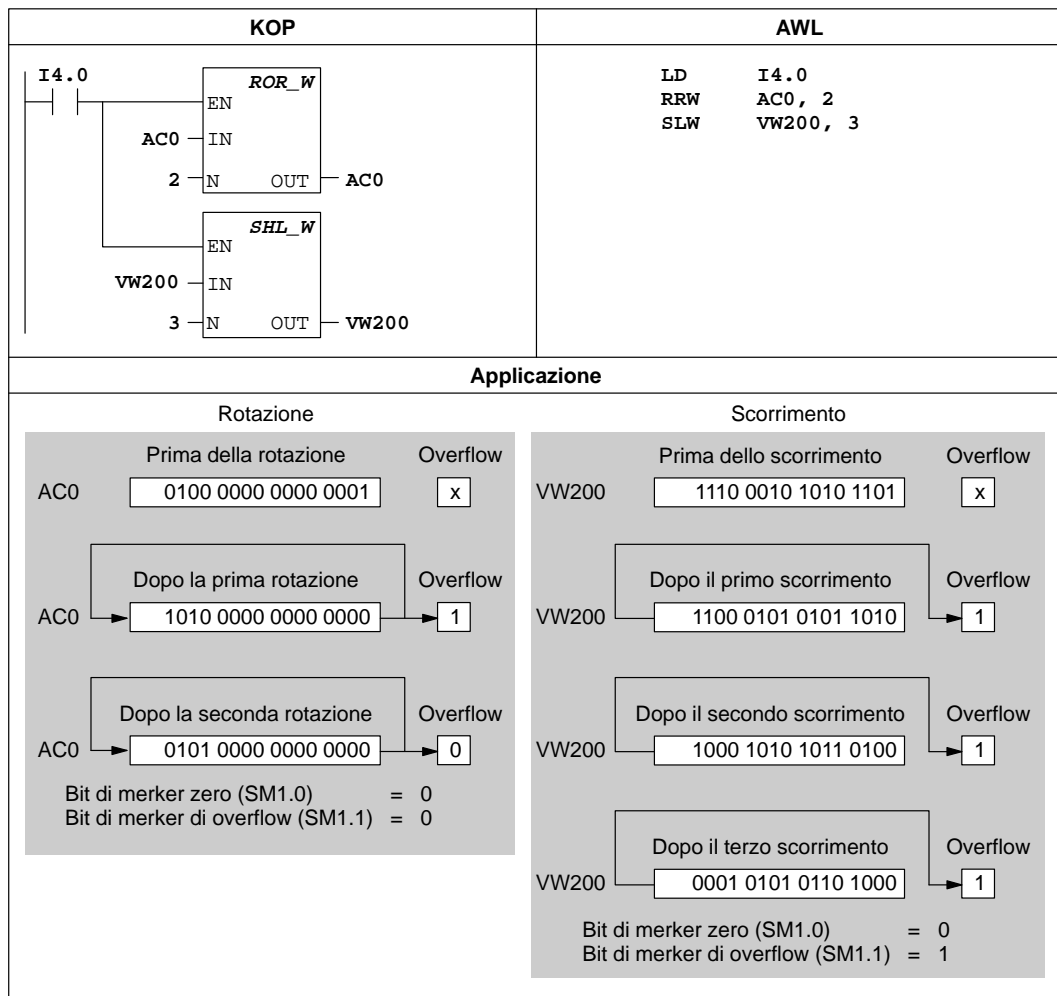 KOP
AWL
I4.0
ROR_W
EN
AC0 IN
2 N OUT AC0
SHL_W
EN
VW200 IN
3 N OUT VW200
LD I4.0
RRW AC0, 2
SLW VW200, 3
Applicazione
Rotazione
Prima della rotazione Overflow
AC0 0100 0000 0000 0001 x
Dopo la prima rotazione Overflow
AC0 1010 0000 0000 0000 1
Dopo la seconda rotazione Overflow
AC0 0101 0000 0000 0000 0
Bit di merker zero (SM1.0) = 0
Bit di merker di overflow (SM1.1) = 0
Scorrimento
Prima dello scorrimento Overflow
VW200 1110 0010 1010 1101 x
Dopo il primo scorrimento Overflow
VW200 1100 0101 0101 1010 1
Dopo il secondo scorrimento Overflow
VW200 1000 1010 1011 0100 1
Dopo il terzo scorrimento Overflow
VW200 0001 0101 0110 1000 1
Bit di merker zero (SM1.0) = 0
Bit di merker di overflow (SM1.1) = 1